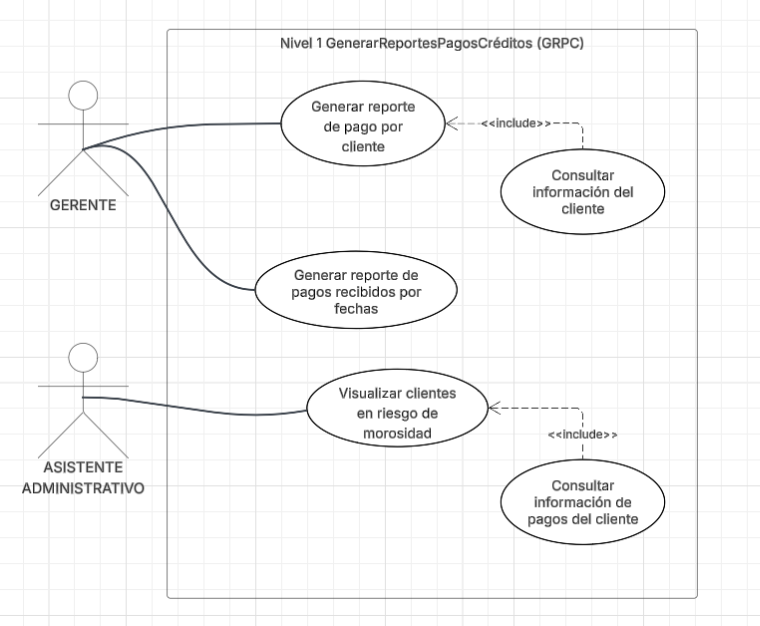 Nivel 1 GenerarReportesPagosCréditos (GRPC)
Generar reporte
de pago por
cliente
<<include>>
Consultar
información del
cliente
GERENTE
Generar reporte de
pagos recibidos por
fechas
Visualizar clientes
en riesgo de
morosidad
<<include>>
ASISTENTE
ADMINISTRATIVO
Consultar
información de
pagos del cliente